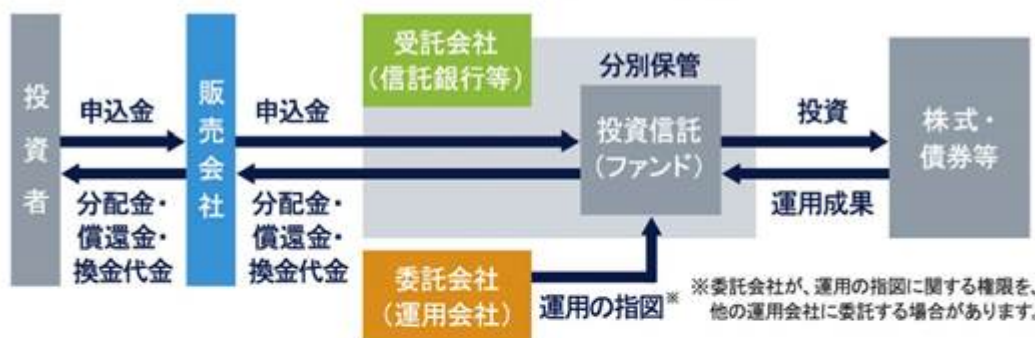 投資者
申込金
分配金・
償還金・
換金代金
販売会社
申込金
分配金・
償還金・
換金代金
受託会社
（信託銀行等）
分別保管
投資信託
（ファンド）
委託会社
（運用会社）
運用の指図※
投資
運用成果
株式・
債券等
※委託会社が、運用の指図に関する権限を、
他の運用会社に委託する場合があります。